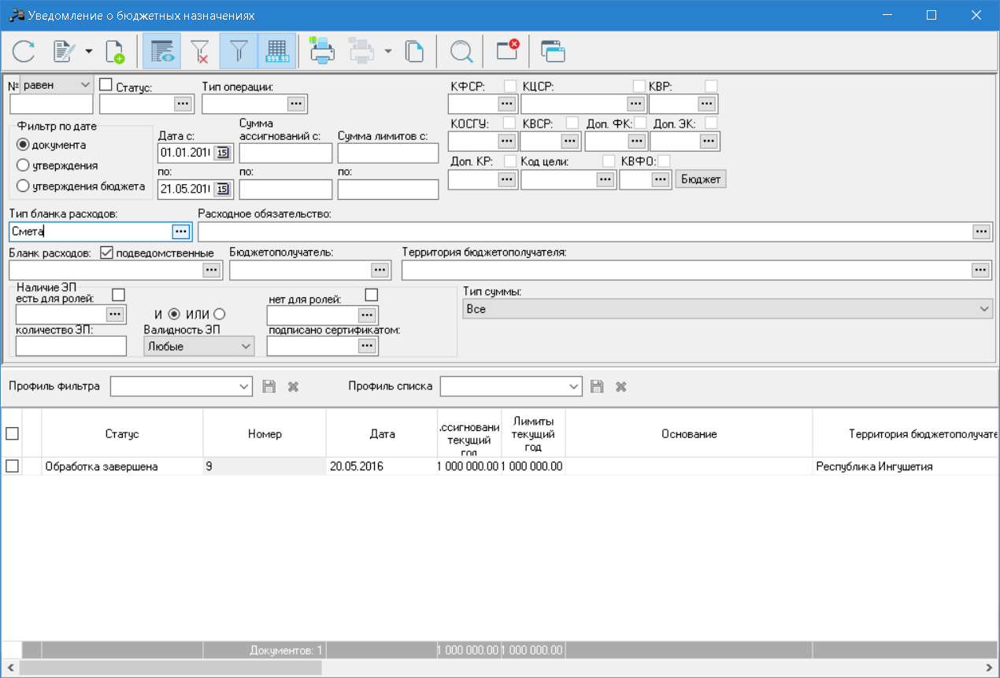 Уведомление о бюджетных назначениях
999.99
№ равен Статус: Тип операции: КФСР: КЦСР: КВР:
Фильтр по дате
документа
утверждения
утверждения бюджета
Дата с: Сумма ассигнований с: Сумма лимитов с:
01.01.201 15
по: по: по:
21.05.201 15
КОСГУ: КВСР: Доп. ФК: Доп. ЭК:
Доп. КР: Код цели: КВФО:
Бюджет
Тип бланка расходов: Расходное обязательство:
Смета
Бланк расходов: подведомственные Бюджетополучатель: Территория бюджетополучателя:
Наличие ЭП
есть для ролей: И ИЛИ нет для ролей:
количество ЭП: Валидность ЭП подписано сертификатом:
Любые
Тип суммы:
Все
Профиль фильтра Профиль списка
Статус Номер Дата .ссигновани текущий год Лимиты текущий год Основание Территория бюджетополучате
Обработка завершена 9 20.05.2016 1 000 000.00 1 000 000.00 Республика Ингушетия
Документов: 1 1 000 000.00 1 000 000.00